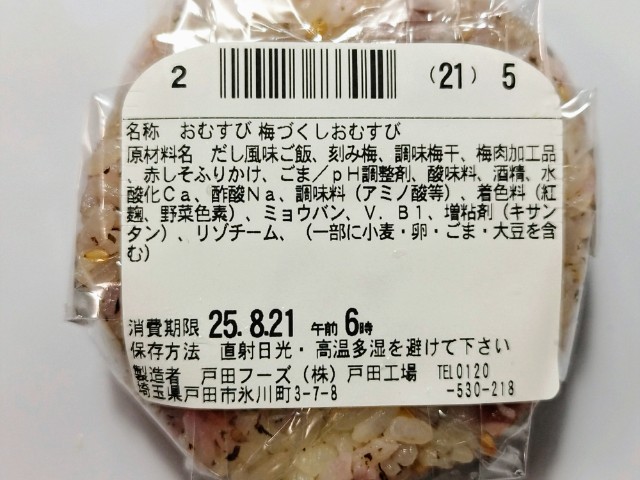 2 (21) 5
名称 おむすび 梅づくしおむすび
原材料名 だし風味ご飯、刻み梅、調味梅干、梅肉加工品
、赤しそふりかけ、ごま／pH調整剤、酸味料、酒精、水
酸化Ca、酢酸Na、調味料（アミノ酸等）、着色料（紅
麹、野菜色素）、ミョウバン、V．B1、増粘剤（キサン
タン）、リゾチーム、（一部に小麦・卵・ごま・大豆を含
む）
消費期限 25.8.21 午前 6時
保存方法 直射日光・高温多湿を避けて下さい
製造者 戸田フーズ（株）戸田工場 TEL0120
埼玉県戸田市氷川町3-7-8 -530-218